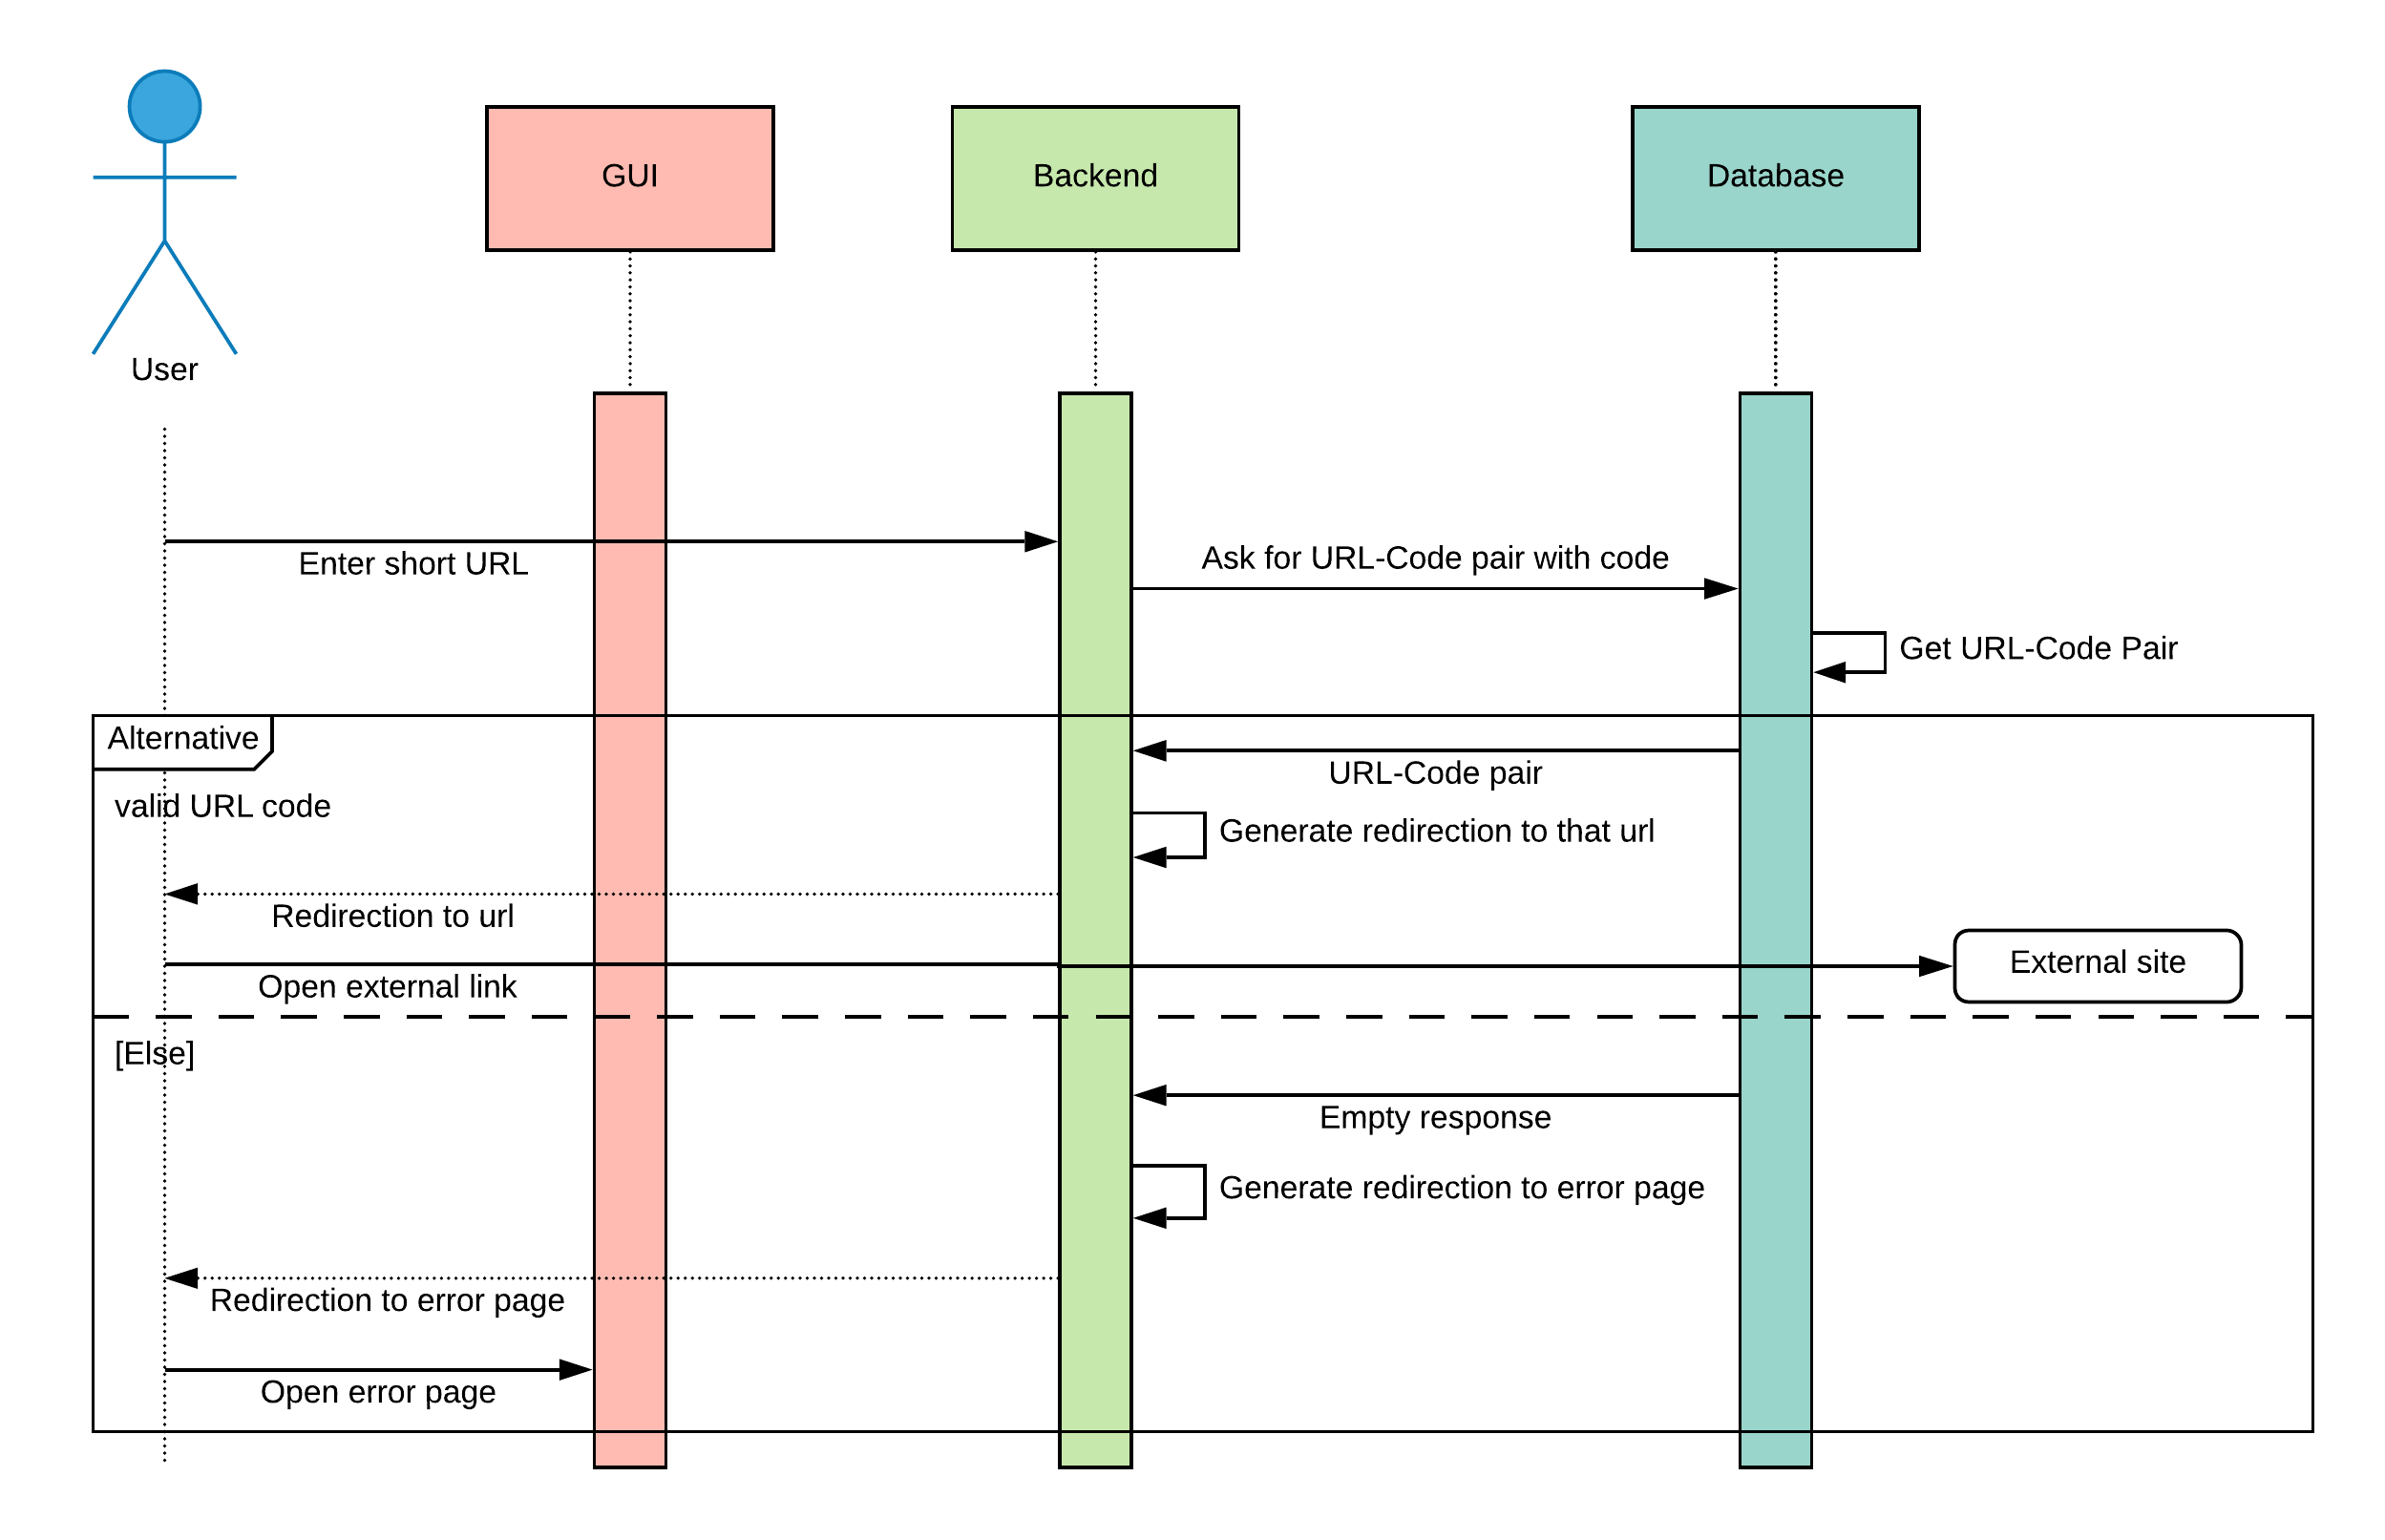 GUI
Backend
Database
User
Enter short URL
Ask for URL-Code pair with code
Get URL-Code Pair
Alternative
URL-Code pair
valid URL code
Generate redirection to that url
Redirection to url
External site
Open external link
[Else]
Empty response
Generate redirection to error page
Redirection to error page
Open error page